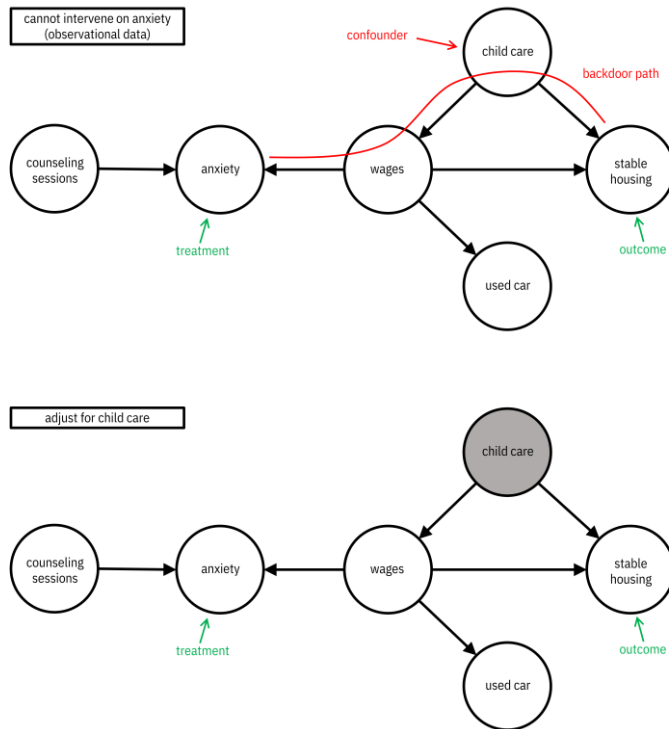 cannot intervene on anxiety
(observational data)
confounder
child care
backdoor path
counseling
sessions
anxiety
wages
stable
housing
treatment
outcome
used car
adjust for child care
child care
counseling
sessions
anxiety
wages
stable
housing
treatment
outcome
used car